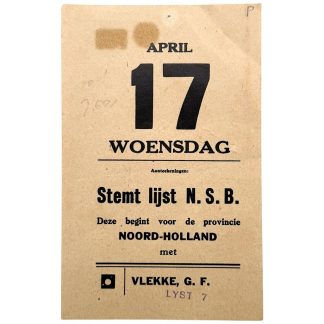 P
APRIL
17
WOENSDAG
Aanteekeningen:
Stemt lijst N. S. B.
Deze begint voor de provincie
NOORD-HOLLAND
met
VLEKKE, G. F.
LYST 7